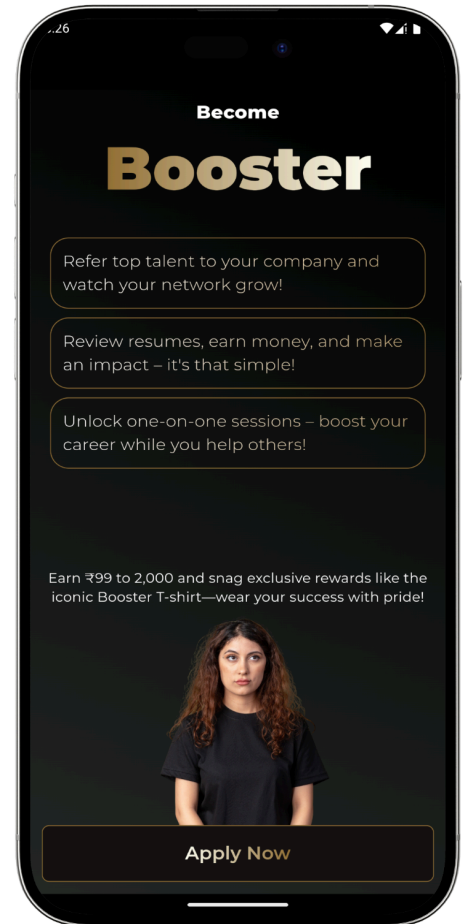 :.26
Become
Booster
Refer top talent to your company and
watch your network grow!
Review resumes, earn money, and make
an impact – it's that simple!
Unlock one-on-one sessions – boost your
career while you help others!
Earn ₹99 to 2,000 and snag exclusive rewards like the
iconic Booster T-shirt—wear your success with pride!
Apply Now